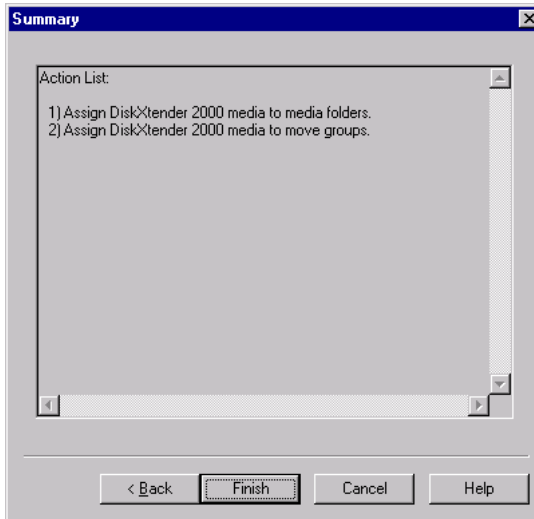 Summary
Action List:
1) Assign DiskXtender 2000 media to media folders.
2) Assign DiskXtender 2000 media to move groups.
< Back
Finish
Cancel
Help